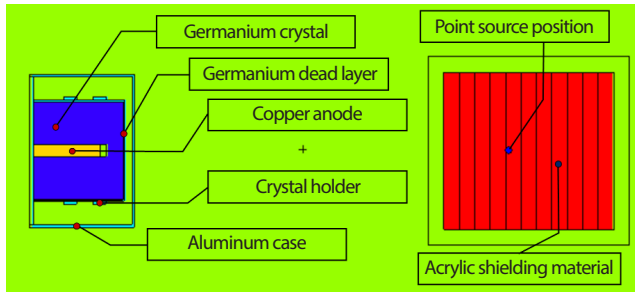 Germanium crystal
Point source position
Germanium dead layer
Copper anode
+
Crystal holder
Aluminum case
Acrylic shielding material